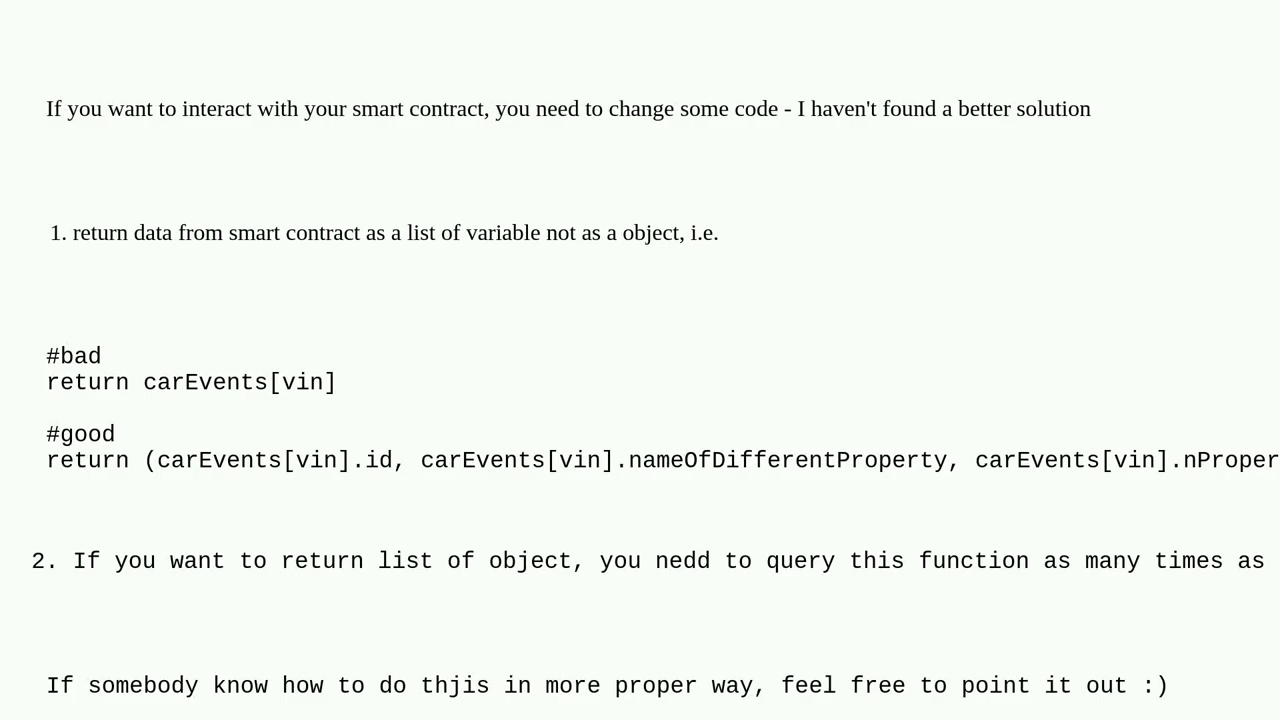 If you want to interact with your smart contract, you need to change some code - I haven't found a better solution
1. return data from smart contract as a list of variable not as a object, i.e.
#bad
return carEvents[vin]
#good
return (carEvents[vin].id, carEvents[vin].nameOfDifferentProperty, carEvents[vin].nProper
2. If you want to return list of object, you nedd to query this function as many times as
If somebody know how to do thjis in more proper way, feel free to point it out :)